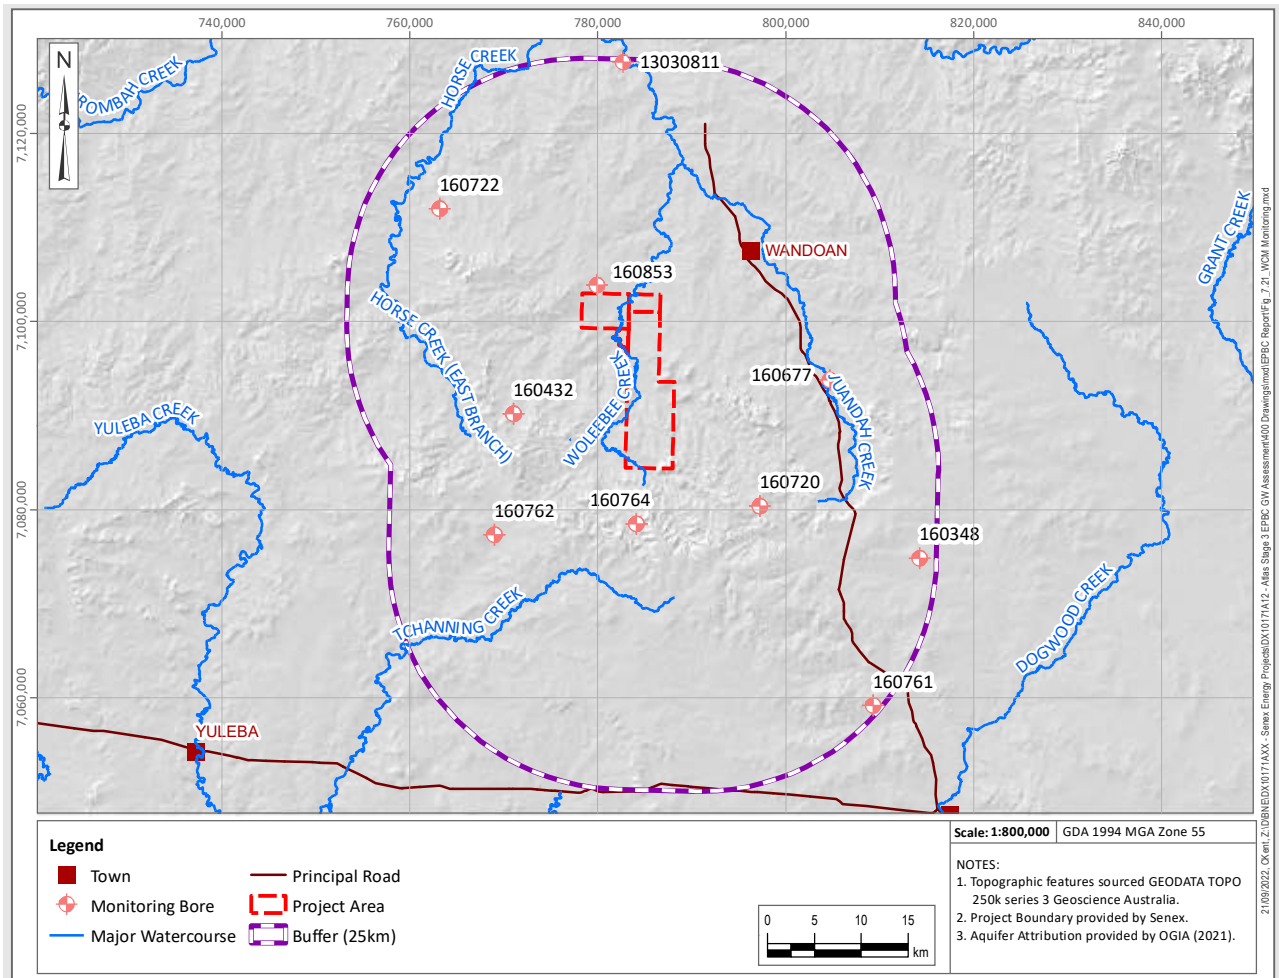 740,000
760,000
780,000
800,000
820,000
840,000
7,120,000
7,100,000
7,080,000
7,060,000
N
ROMBAH CREEK
HORSE CREEK
13030811
160722
WANDOAN
GRANT CREEK
160853
HORSE CREEK (EAST BRANCH)
160432
WOLEEBEE CREEK
160677
JUANDAH CREEK
YULEBA CREEK
160720
160762
160764
160348
TCHANNING CREEK
DOGWOOD CREEK
160761
YULEBA
Legend
Town
Monitoring Bore
Major Watercourse
Principal Road
Project Area
Buffer (25km)
0 5 10 15
km
Scale: 1:800,000
GDA 1994 MGA Zone 55
NOTES:
1. Topographic features sourced GEODATA TOPO
250k series 3 Geoscience Australia.
2. Project Boundary provided by Senex.
3. Aquifer Attribution provided by OGIA (2021).
21/09/2022, CKent, Z:\D\BNE\DX10171AXX - Senex Energy Projects\DX10171A12 - Atlas Stage 3 EPBC GW Assessment\400 Drawings\mxd\EPBC Report\Fig_7.21_WCM Monitoring.mxd